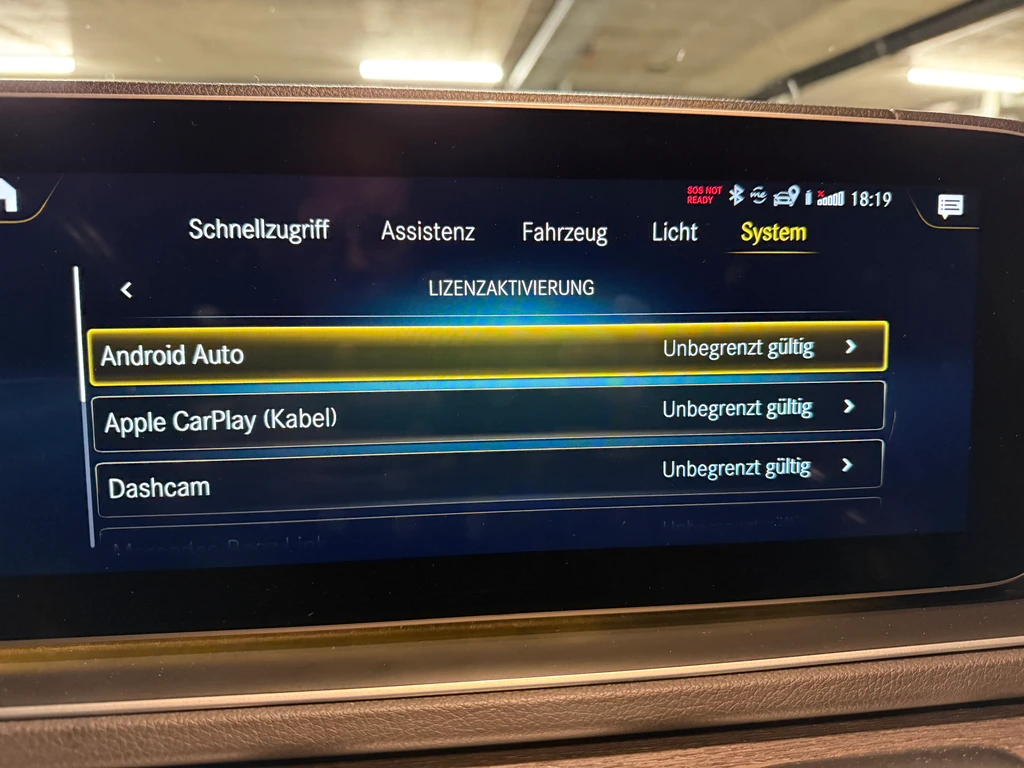 SOS NOT
READY
me
18:19
Schnellzugriff Assistenz Fahrzeug Licht System
LIZENZAKTIVIERUNG
Android Auto Unbegrenzt gültig
Apple CarPlay (Kabel) Unbegrenzt gültig
Dashcam Unbegrenzt gültig